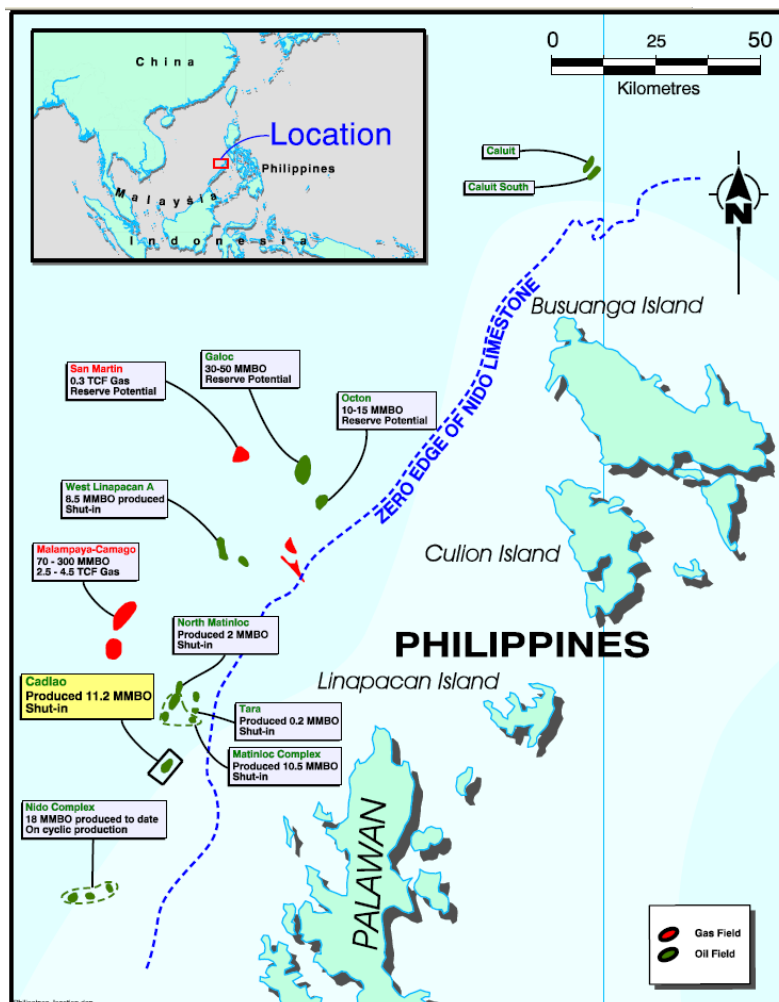 China
Location
Philippines
Malaysia
Indonesia
0 25 50
Kilometres
Caluit
Caluit South
N
Busuanga Island
ZERO EDGE OF NIDO LIMESTONE
San Martin
0.3 TCF Gas
Reserve Potential
Galoc
30-50 MMBO
Reserve Potential
Octon
10-15 MMBO
Reserve Potential
West Linapacan A
8.5 MMBO produced
Shut-in
Culion Island
Malampaya-Camago
70 - 300 MMBO
2.5 - 4.5 TCF Gas
North Matinloc
Produced 2 MMBO
Shut-in
PHILIPPINES
Linapacan Island
Cadlao
Produced 11.2 MMBO
Shut-in
Tara
Produced 0.2 MMBO
Shut-in
Matinloc Complex
Produced 10.5 MMBO
Shut-in
Nido Complex
18 MMBO produced to date
On cyclic production
PALAWAN
Gas Field
Oil Field